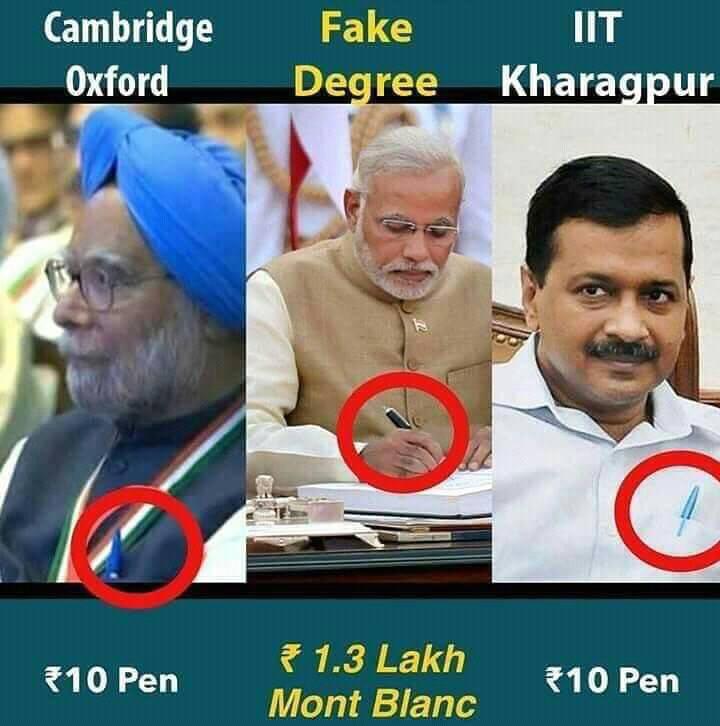 Cambridge
Oxford
Fake
Degree
IIT
Kharagpur
₹10 Pen
₹ 1.3 Lakh
Mont Blanc
₹10 Pen